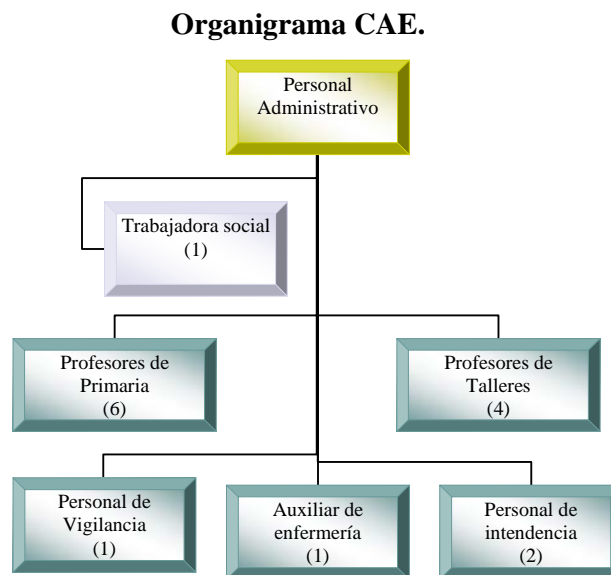 Organigrama CAE.
Personal
Administrativo
Trabajadora social
(1)
Profesores de
Primaria
(6)
Profesores de
Talleres
(4)
Personal de
Vigilancia
(1)
Auxiliar de
enfermería
(1)
Personal de
intendencia
(2)